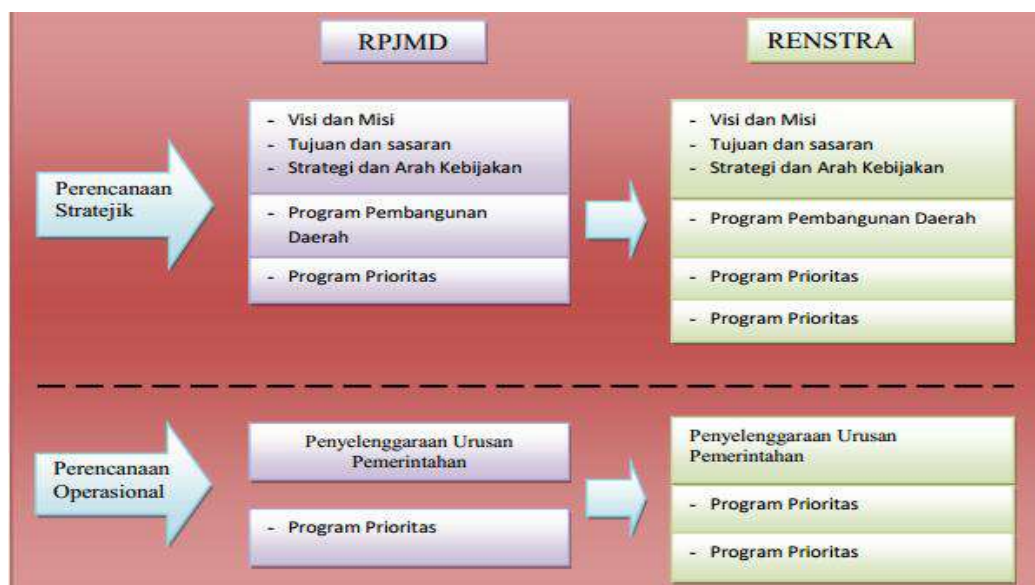 RPJMD
RENSTRA
Perencanaan
Stratejik
- Visi dan Misi
- Tujuan dan sasaran
- Strategi dan Arah Kebijakan
- Program Pembangunan
Daerah
- Program Prioritas
- Visi dan Misi
- Tujuan dan sasaran
- Strategi dan Arah Kebijakan
- Program Pembangunan Daerah
- Program Prioritas
- Program Prioritas
Perencanaan
Operasional
Penyelenggaraan Urusan
Pemerintahan
- Program Prioritas
Penyelenggaraan Urusan
Pemerintahan
- Program Prioritas
- Program Prioritas